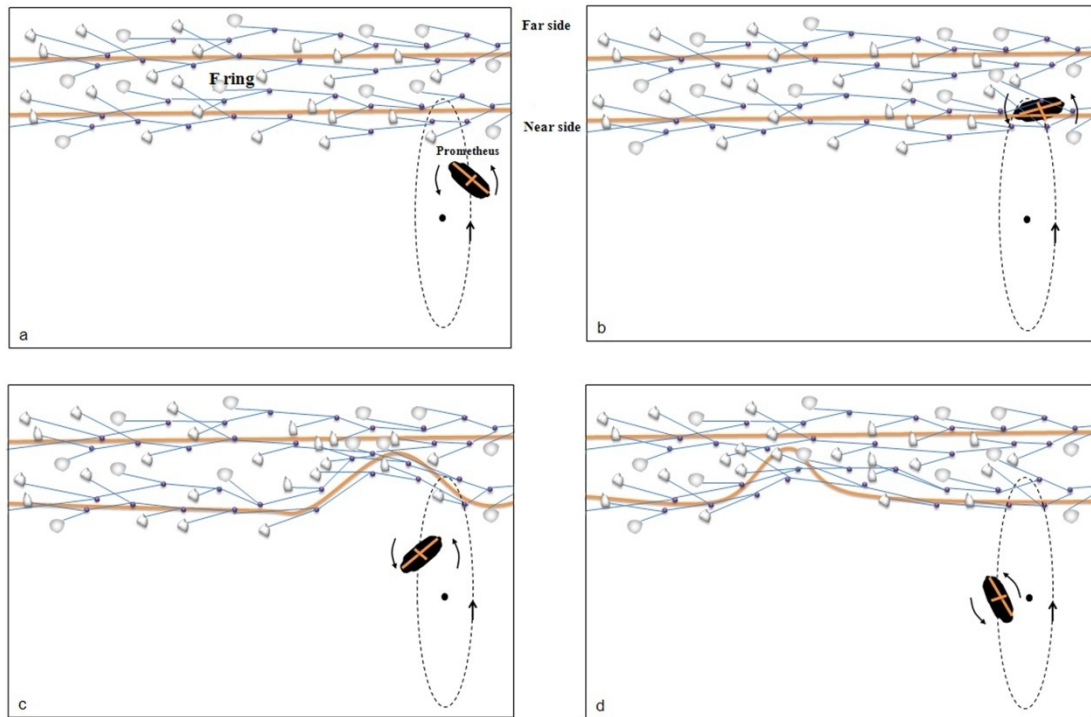 Far side
F ring
Near side
Prometheus
a
b
c
d